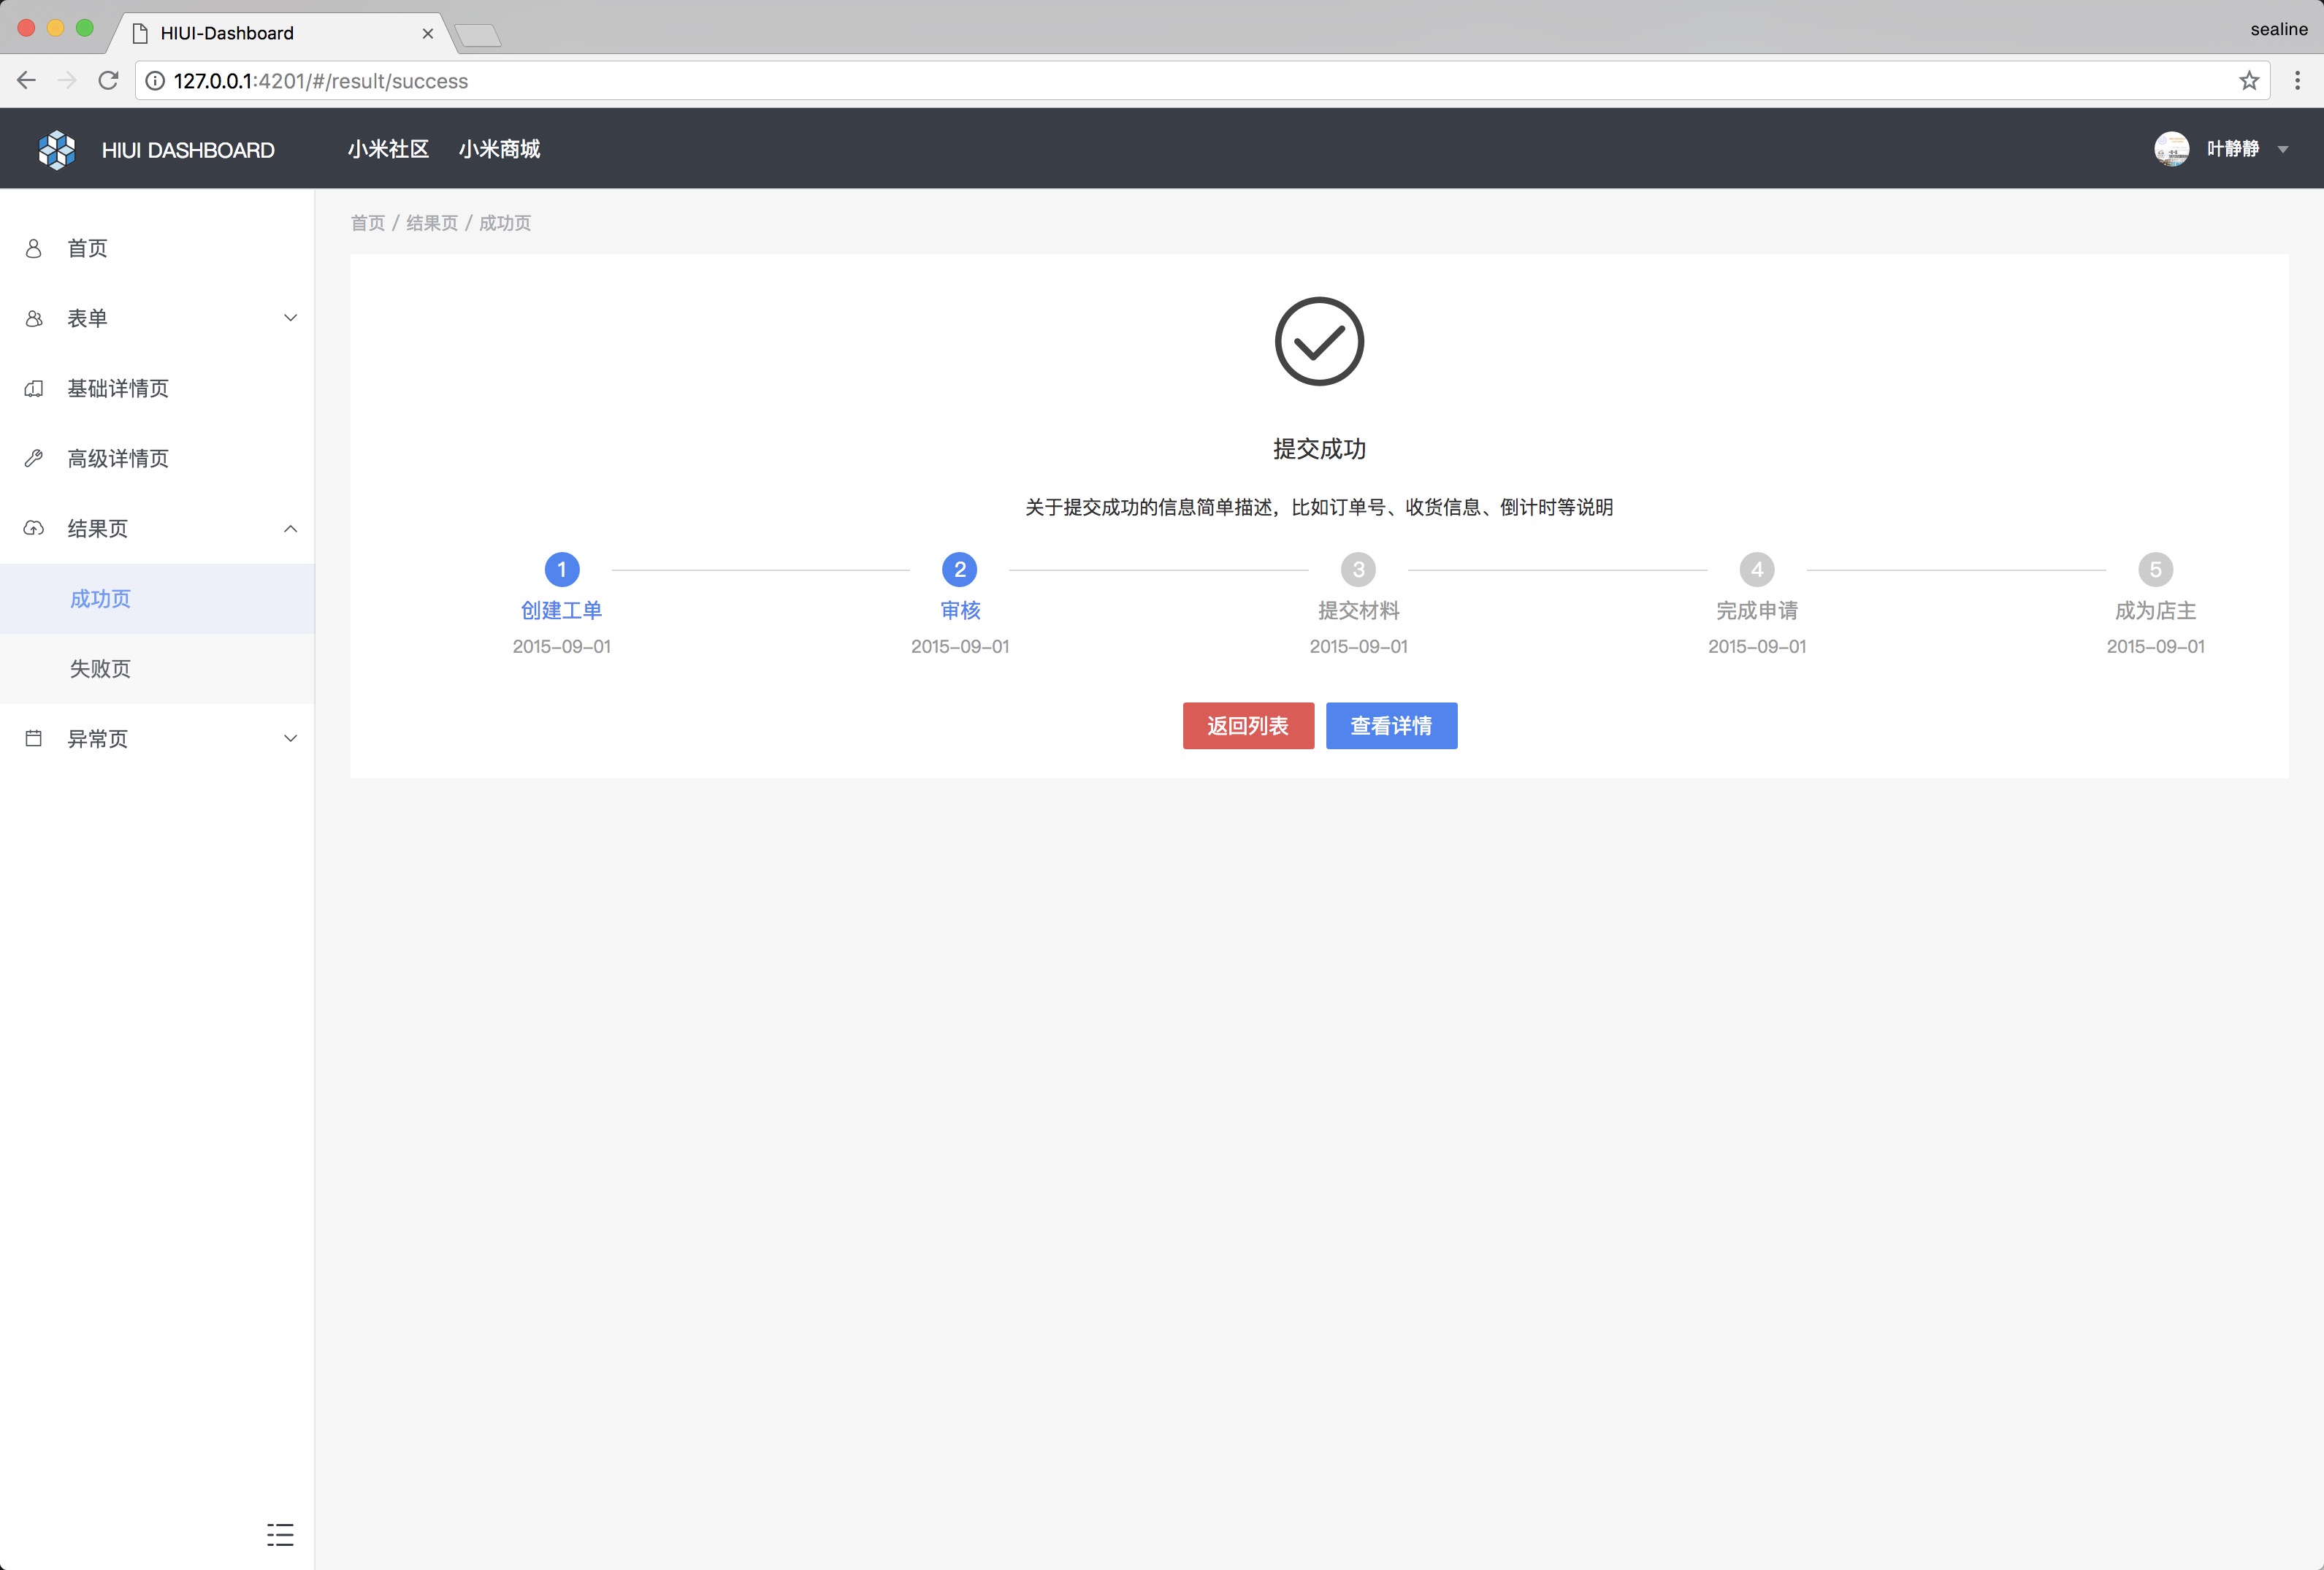 HIUI-Dashboard
sealine
127.0.0.1:4201/#/result/success
HIUI DASHBOARD 小米社区 小米商城 叶静静
首页 / 结果页 / 成功页
首页
表单
基础详情页
高级详情页
结果页
成功页
失败页
异常页
提交成功
关于提交成功的信息简单描述，比如订单号、收货信息、倒计时等说明
1 2 3 4 5
创建工单 审核 提交材料 完成申请 成为店主
2015-09-01 2015-09-01 2015-09-01 2015-09-01 2015-09-01
返回列表 查看详情